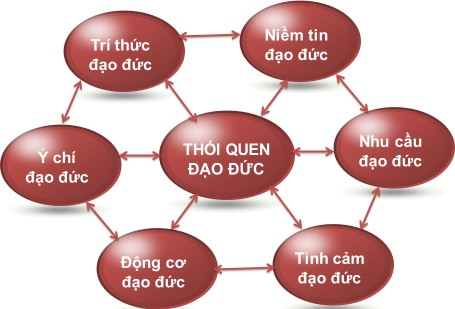 Trí thức
đạo đức
Niềm tin
đạo đức
Ý chí
đạo đức
THÓI QUEN
ĐẠO ĐỨC
Nhu cầu
đạo đức
Động cơ
đạo đức
Tình cảm
đạo đức